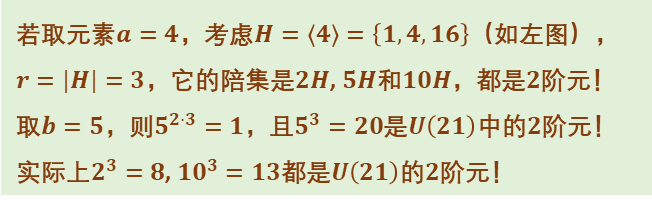 若取元素a = 4，考虑H = ⟨4⟩ = {1, 4, 16}（如左图），
r = |H| = 3，它的陪集是2H, 5H和10H，都是2阶元！
取b = 5，则5^{2·3} = 1，且5^3 = 20是U(21)中的2阶元！
实际上2^3 = 8, 10^3 = 13都是U(21)的2阶元！